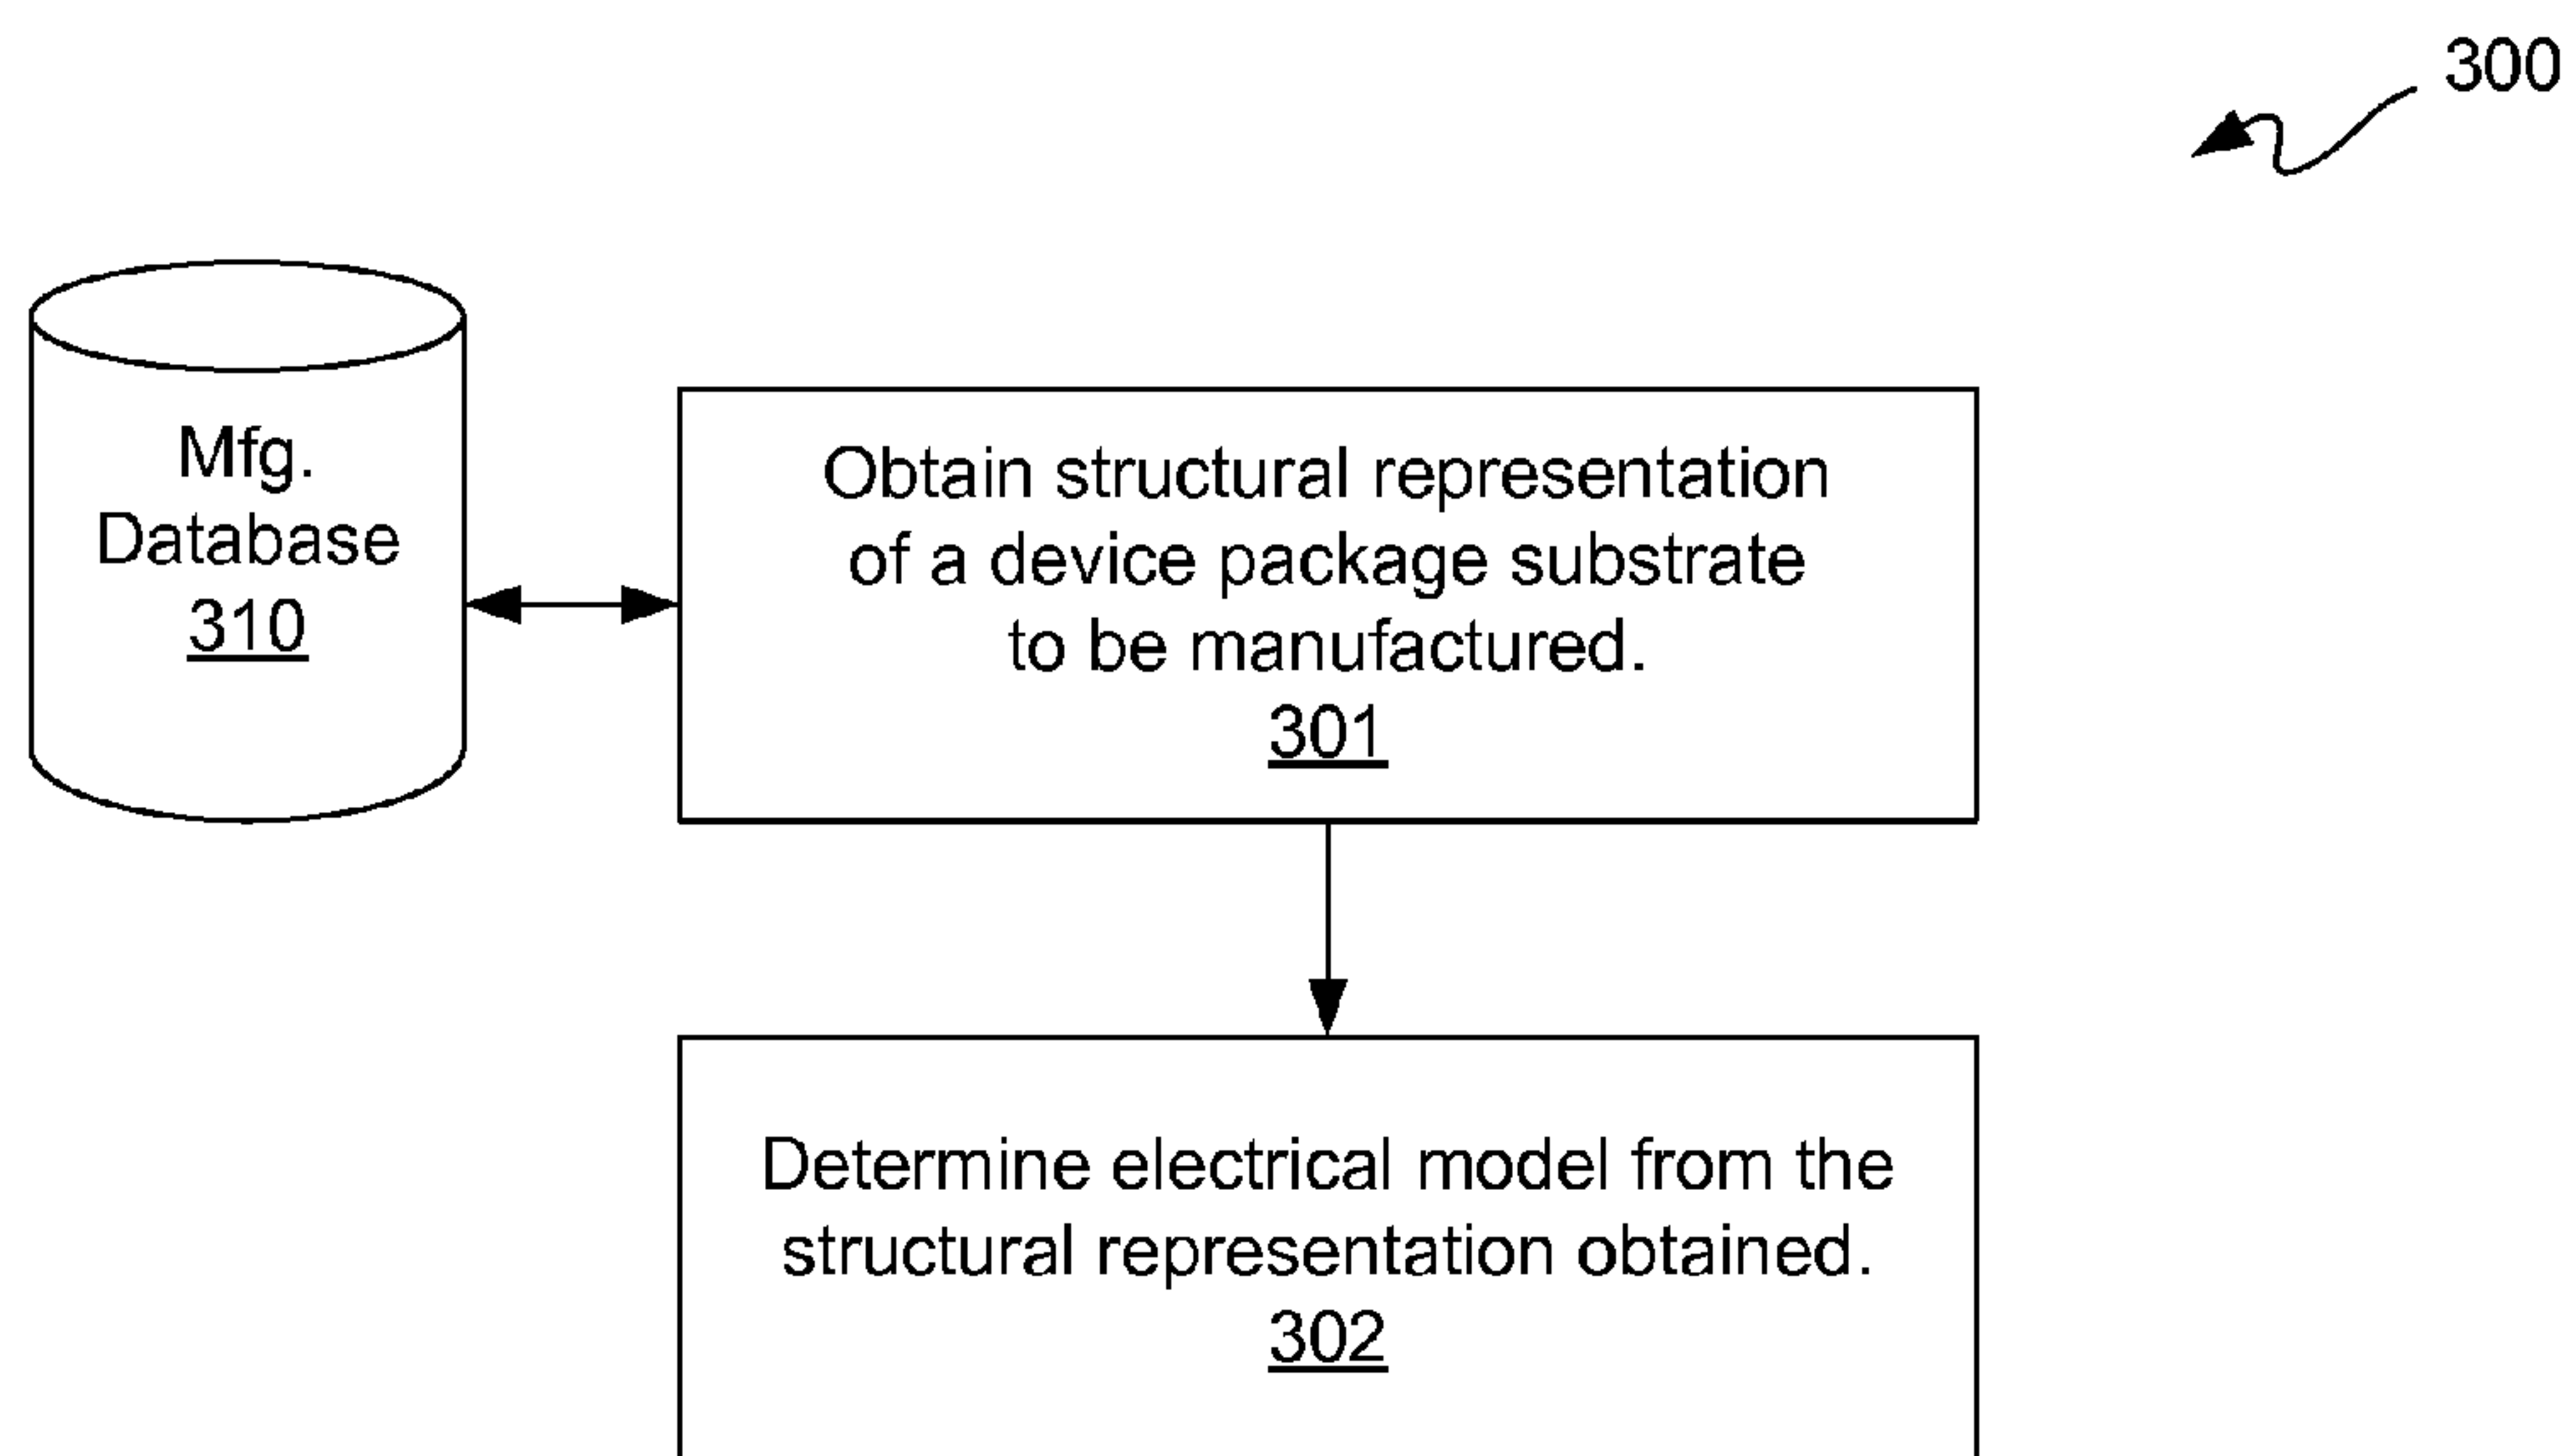 300
Mfg.
Database
310
Obtain structural representation
of a device package substrate
to be manufactured.
301
Determine electrical model from the
structural representation obtained.
302